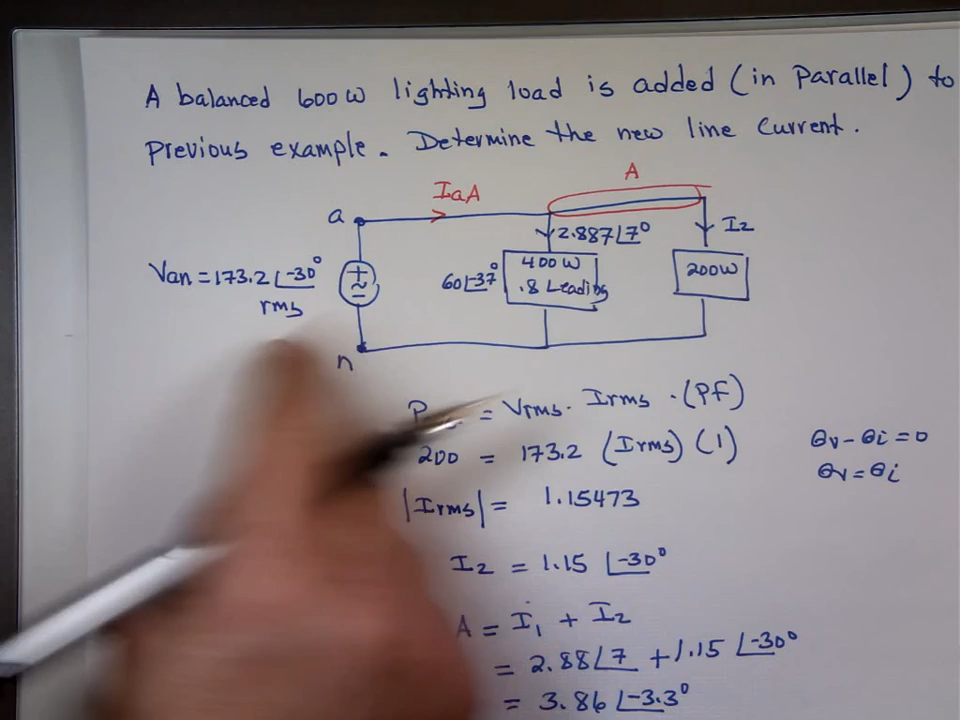 A balanced 600W lighting load is added (in Parallel) to
previous example. Determine the new line Current.
A
IaA
a
I2
2.887∠7°
Van = 173.2∠-30°
rms
60∠-37°
400W
.8 Leading
200W
n
P = Vrms. Irms .(PF)
200 = 173.2 (Irms) (1)
θv - θi = 0
θv = θi
|Irms| = 1.15473
I2 = 1.15 ∠-30°
A = I1 + I2
= 2.88∠7 + 1.15 ∠-30°
= 3.86 ∠-3.3°